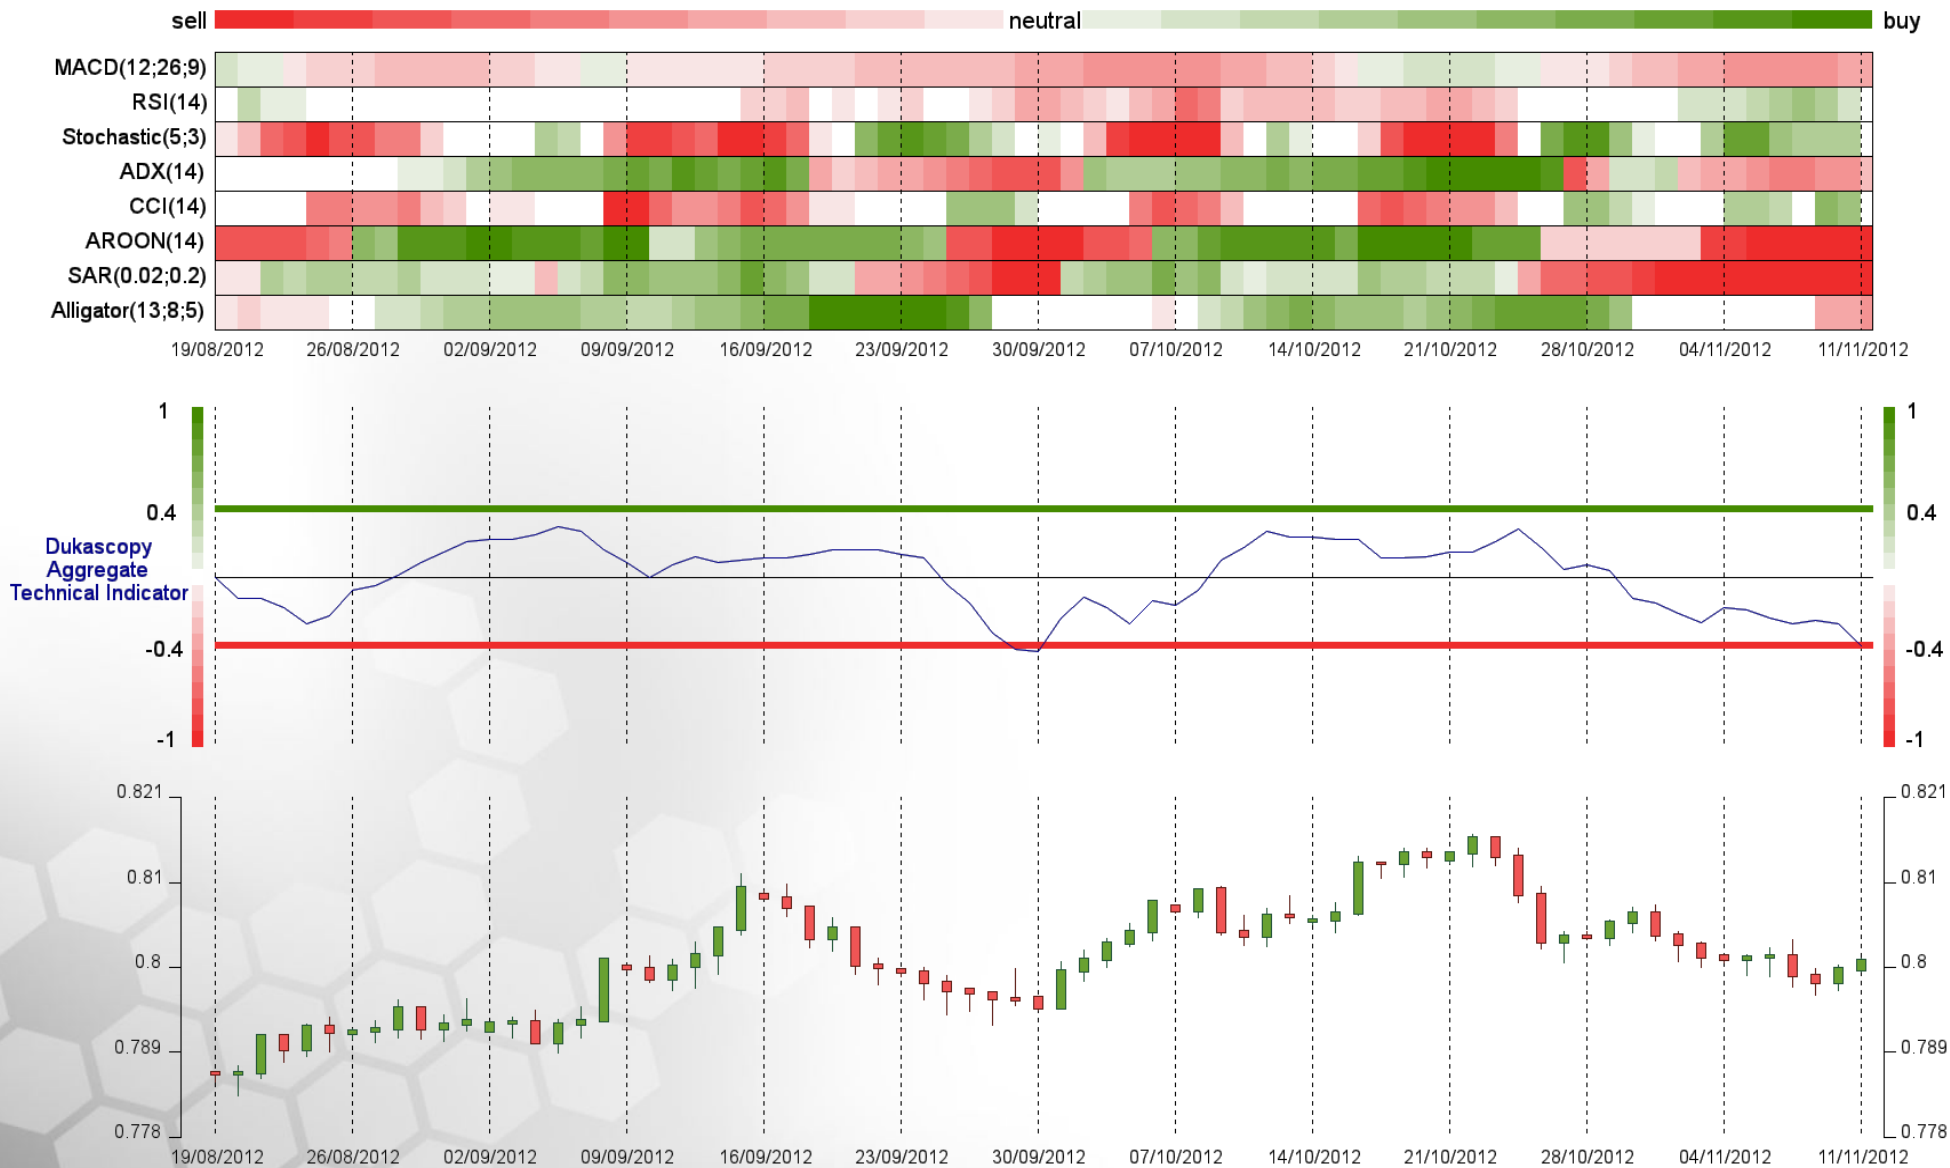 sell neutral buy
MACD(12;26;9)
RSI(14)
Stochastic(5;3)
ADX(14)
CCI(14)
AROON(14)
SAR(0.02;0.2)
Alligator(13;8;5)
19/08/2012 26/08/2012 02/09/2012 09/09/2012 16/09/2012 23/09/2012 30/09/2012 07/10/2012 14/10/2012 21/10/2012 28/10/2012 04/11/2012 11/11/2012
1 1
0.4 0.4
Dukascopy
Aggregate
Technical Indicator
-0.4 -0.4
-1 -1
0.821 0.821
0.81 0.81
0.8 0.8
0.789 0.789
0.778 0.778
19/08/2012 26/08/2012 02/09/2012 09/09/2012 16/09/2012 23/09/2012 30/09/2012 07/10/2012 14/10/2012 21/10/2012 28/10/2012 04/11/2012 11/11/2012